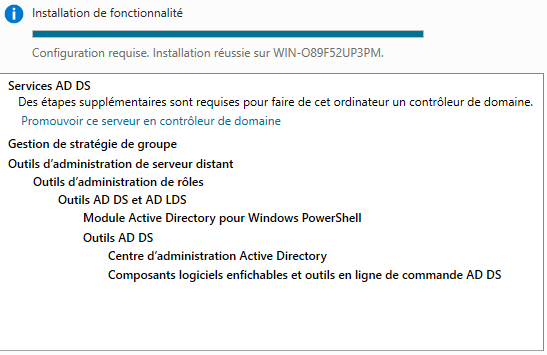 Installation de fonctionnalité
Configuration requise. Installation réussie sur WIN-O89F52UP3PM.
Services AD DS
Des étapes supplémentaires sont requises pour faire de cet ordinateur un contrôleur de domaine.
Promouvoir ce serveur en contrôleur de domaine
Gestion de stratégie de groupe
Outils d’administration de serveur distant
Outils d’administration de rôles
Outils AD DS et AD LDS
Module Active Directory pour Windows PowerShell
Outils AD DS
Centre d’administration Active Directory
Composants logiciels enfichables et outils en ligne de commande AD DS